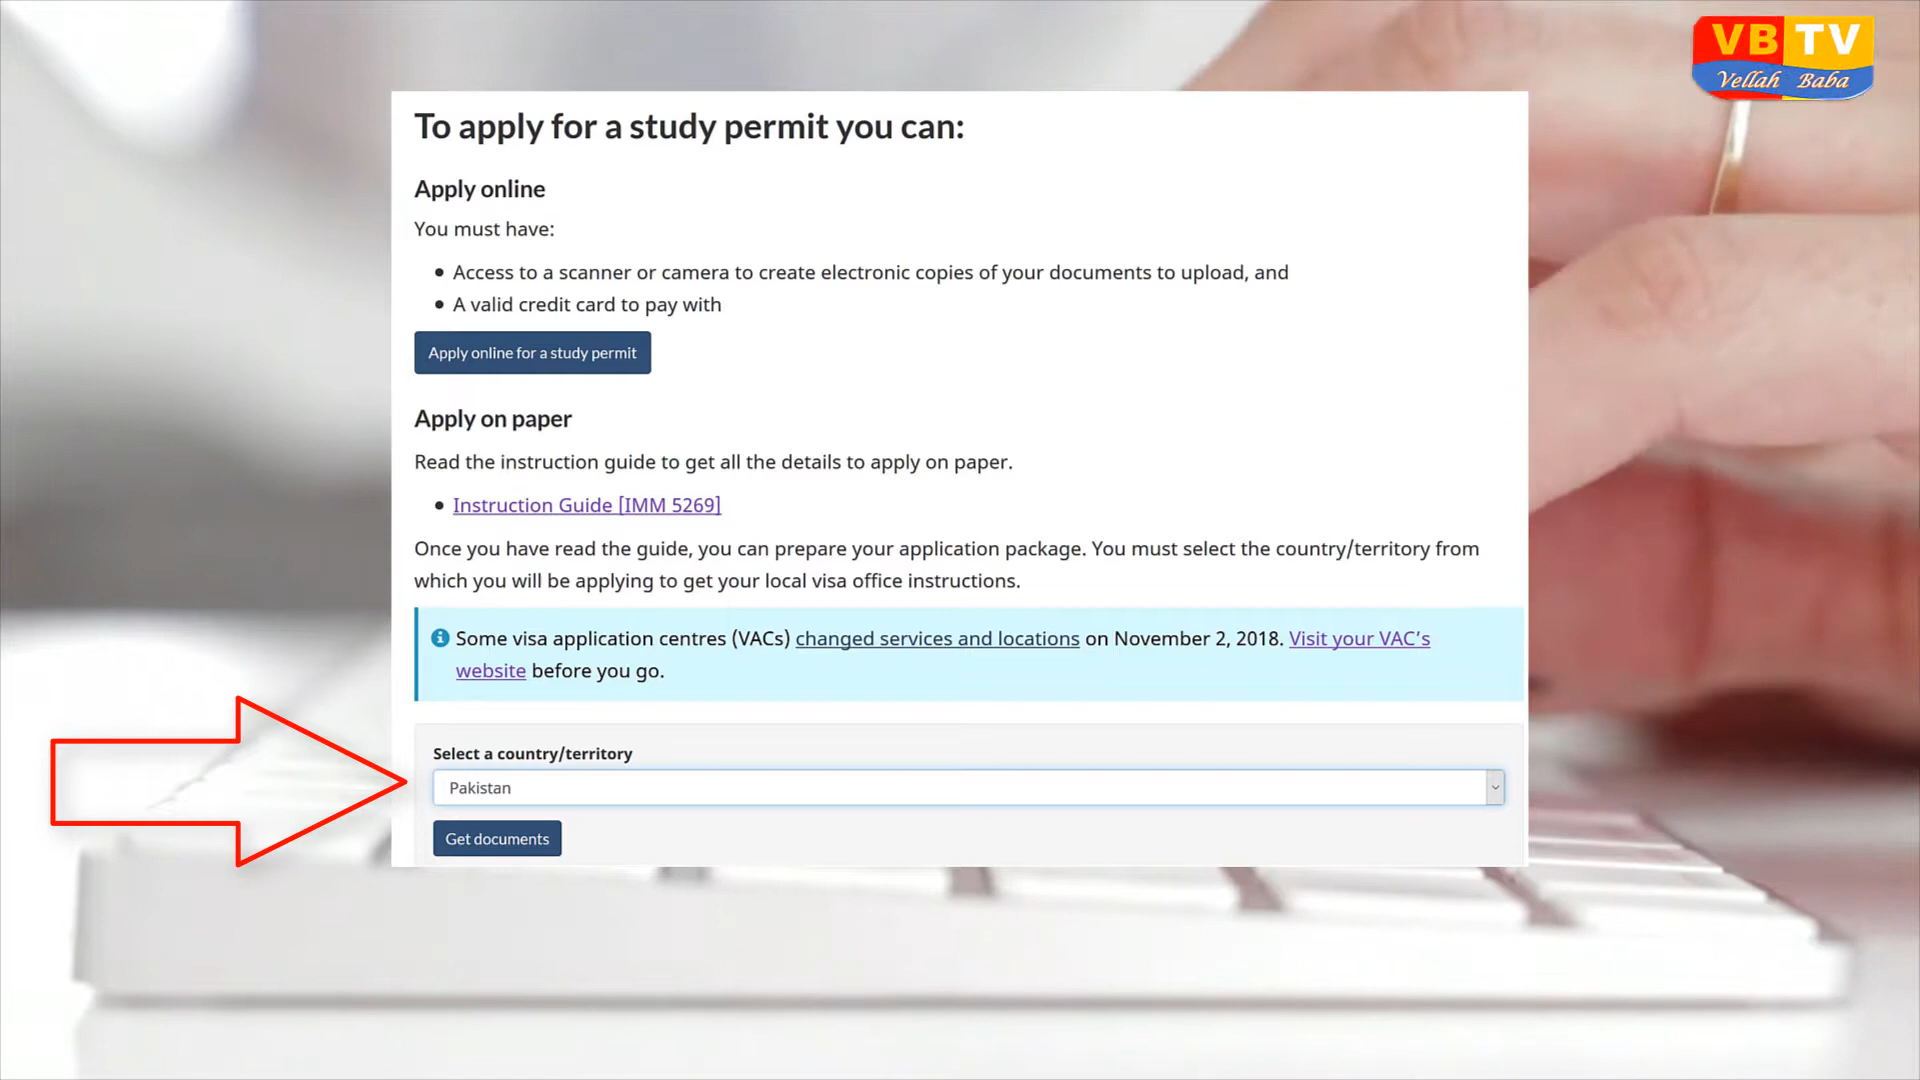 VB TV
Vellah Baba
To apply for a study permit you can:
Apply online
You must have:
Access to a scanner or camera to create electronic copies of your documents to upload, and
A valid credit card to pay with
Apply online for a study permit
Apply on paper
Read the instruction guide to get all the details to apply on paper.
Instruction Guide [IMM 5269]
Once you have read the guide, you can prepare your application package. You must select the country/territory from
which you will be applying to get your local visa office instructions.
Some visa application centres (VACs) changed services and locations on November 2, 2018. Visit your VAC's
website before you go.
Select a country/territory
Pakistan
Get documents